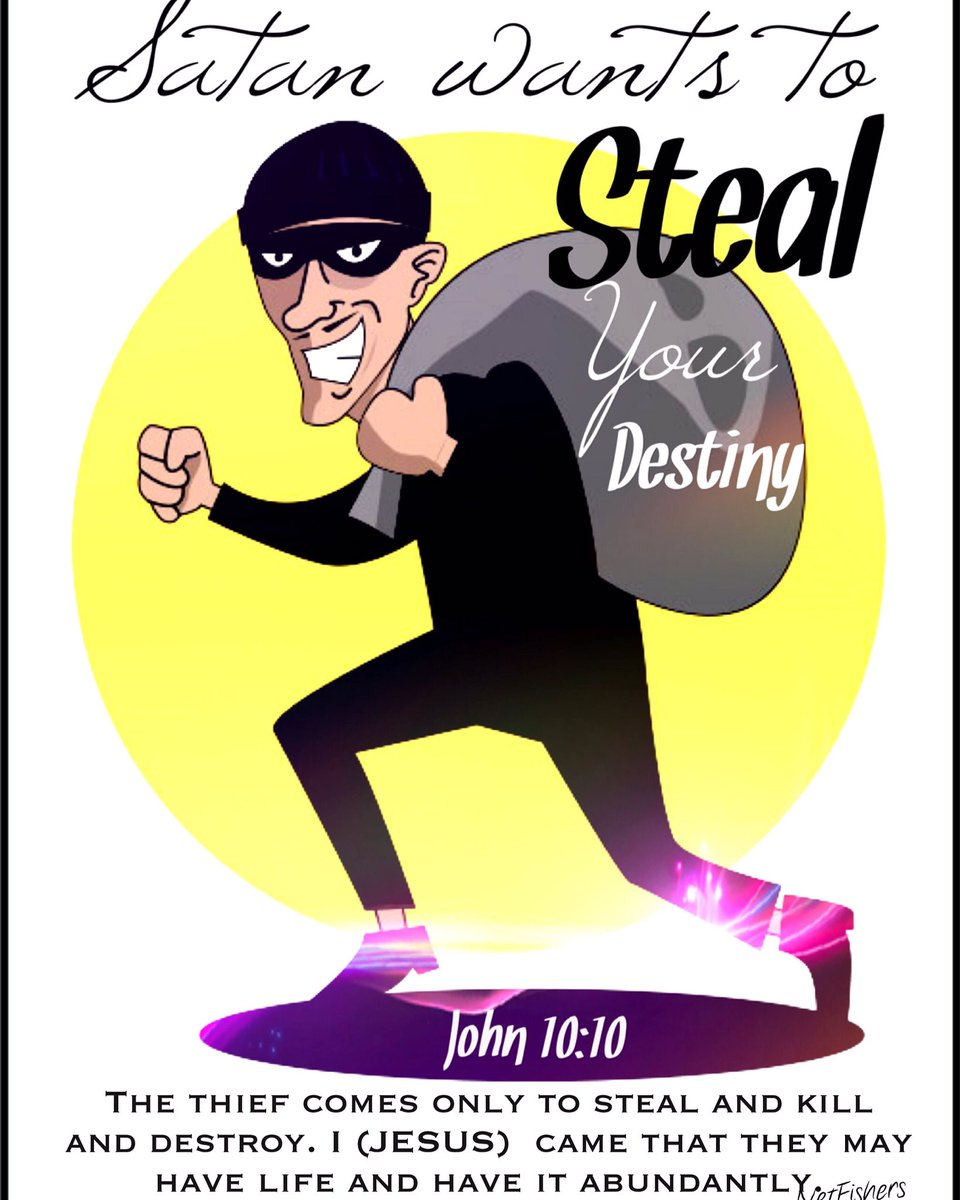 Satan wants to
Steal
Your
Destiny
John 10:10
THE THIEF COMES ONLY TO STEAL AND KILL
AND DESTROY. I (JESUS) CAME THAT THEY MAY
HAVE LIFE AND HAVE IT ABUNDANTLY